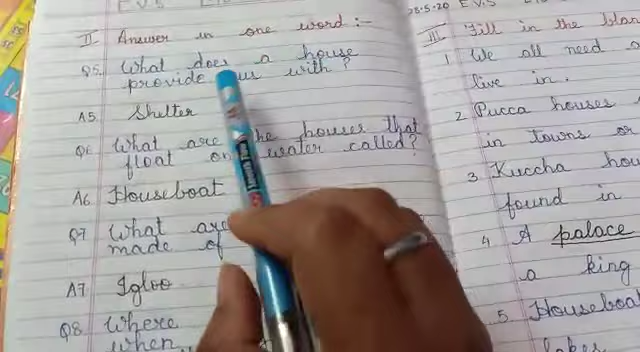 II Answer in one word:-
Q5. What does a house
provide us with?
A5 Shelter
Q6 What are the houses that
float on water called?
A6 Houseboat
Q7 What are
made of
A7 Igloo
Q8 Where
when
28.5.20 E.V.S
III Fill in the
1 We all need a
live in.
2 Pucca houses
in towns or
3 Kuccha
found in
4 A palace
a king
5 Houseboat
lakes